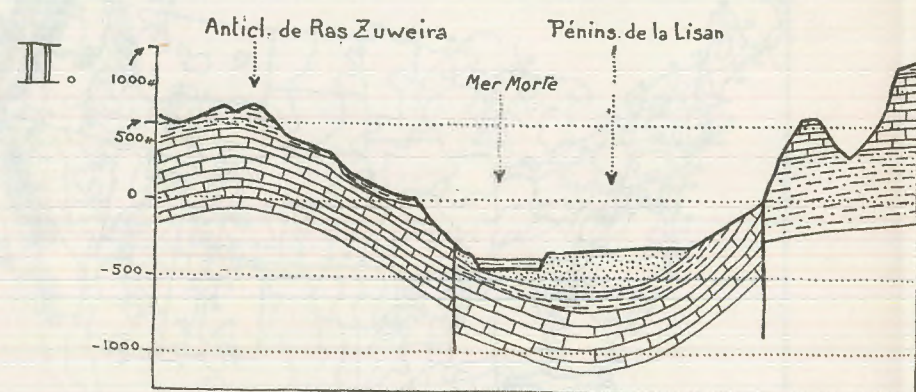 II.
Anticl. de Ras Zuweira
Pénins. de la Lisan
Mer Morte
1000
500
0
-500
-1000